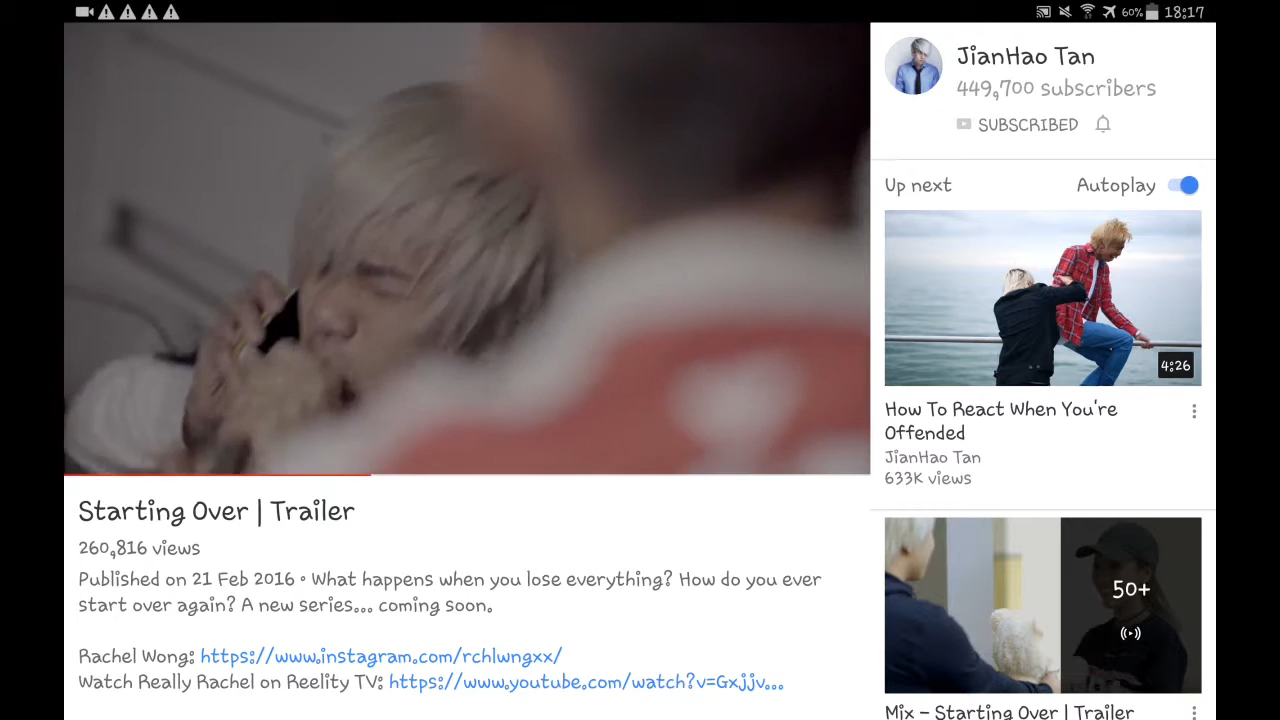 60% 18:17
JianHao Tan
449,700 subscribers
SUBSCRIBED
Up next Autoplay
4:26
How To React When You're
Offended
JianHao Tan
633K views
50+
Mix - Starting Over | Trailer
Starting Over | Trailer
260,816 views
Published on 21 Feb 2016 • What happens when you lose everything? How do you ever
start over again? A new series... coming soon.
Rachel Wong: https://www.instagram.com/rchlwngxx/
Watch Really Rachel on Reelity TV: https://www.youtube.com/watch?v=Gxjjv...